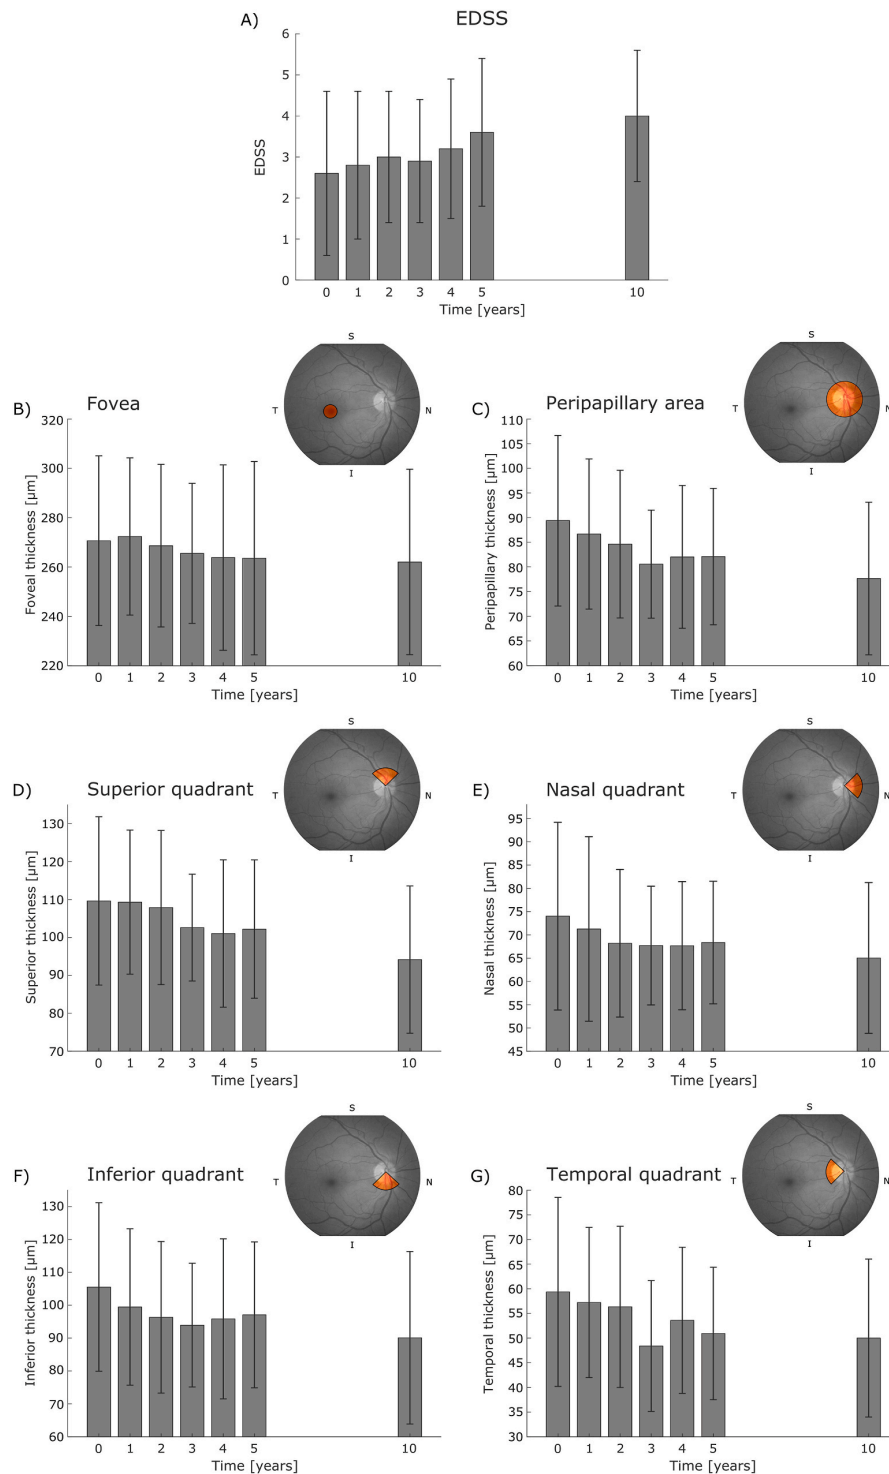 A) EDSS
6
5
4
3
2
1
0
EDSS
0 1 2 3 4 5 10
Time [years]
S
T
N
I
B) Fovea
320
300
280
260
240
220
Foveal thickness [µm]
0 1 2 3 4 5 10
Time [years]
S
T
N
I
C) Peripapillary area
110
105
100
95
90
85
80
75
70
65
60
Peripapillary thickness [µm]
0 1 2 3 4 5 10
Time [years]
S
T
N
I
D) Superior quadrant
130
120
110
100
90
80
70
Superior thickness [µm]
0 1 2 3 4 5 10
Time [years]
S
T
N
I
E) Nasal quadrant
95
90
85
80
75
70
65
60
55
50
45
Nasal thickness [µm]
0 1 2 3 4 5 10
Time [years]
S
T
N
I
F) Inferior quadrant
130
120
110
100
90
80
70
60
Inferior thickness [µm]
0 1 2 3 4 5 10
Time [years]
S
T
N
I
G) Temporal quadrant
80
75
70
65
60
55
50
45
40
35
30
Temporal thickness [µm]
0 1 2 3 4 5 10
Time [years]